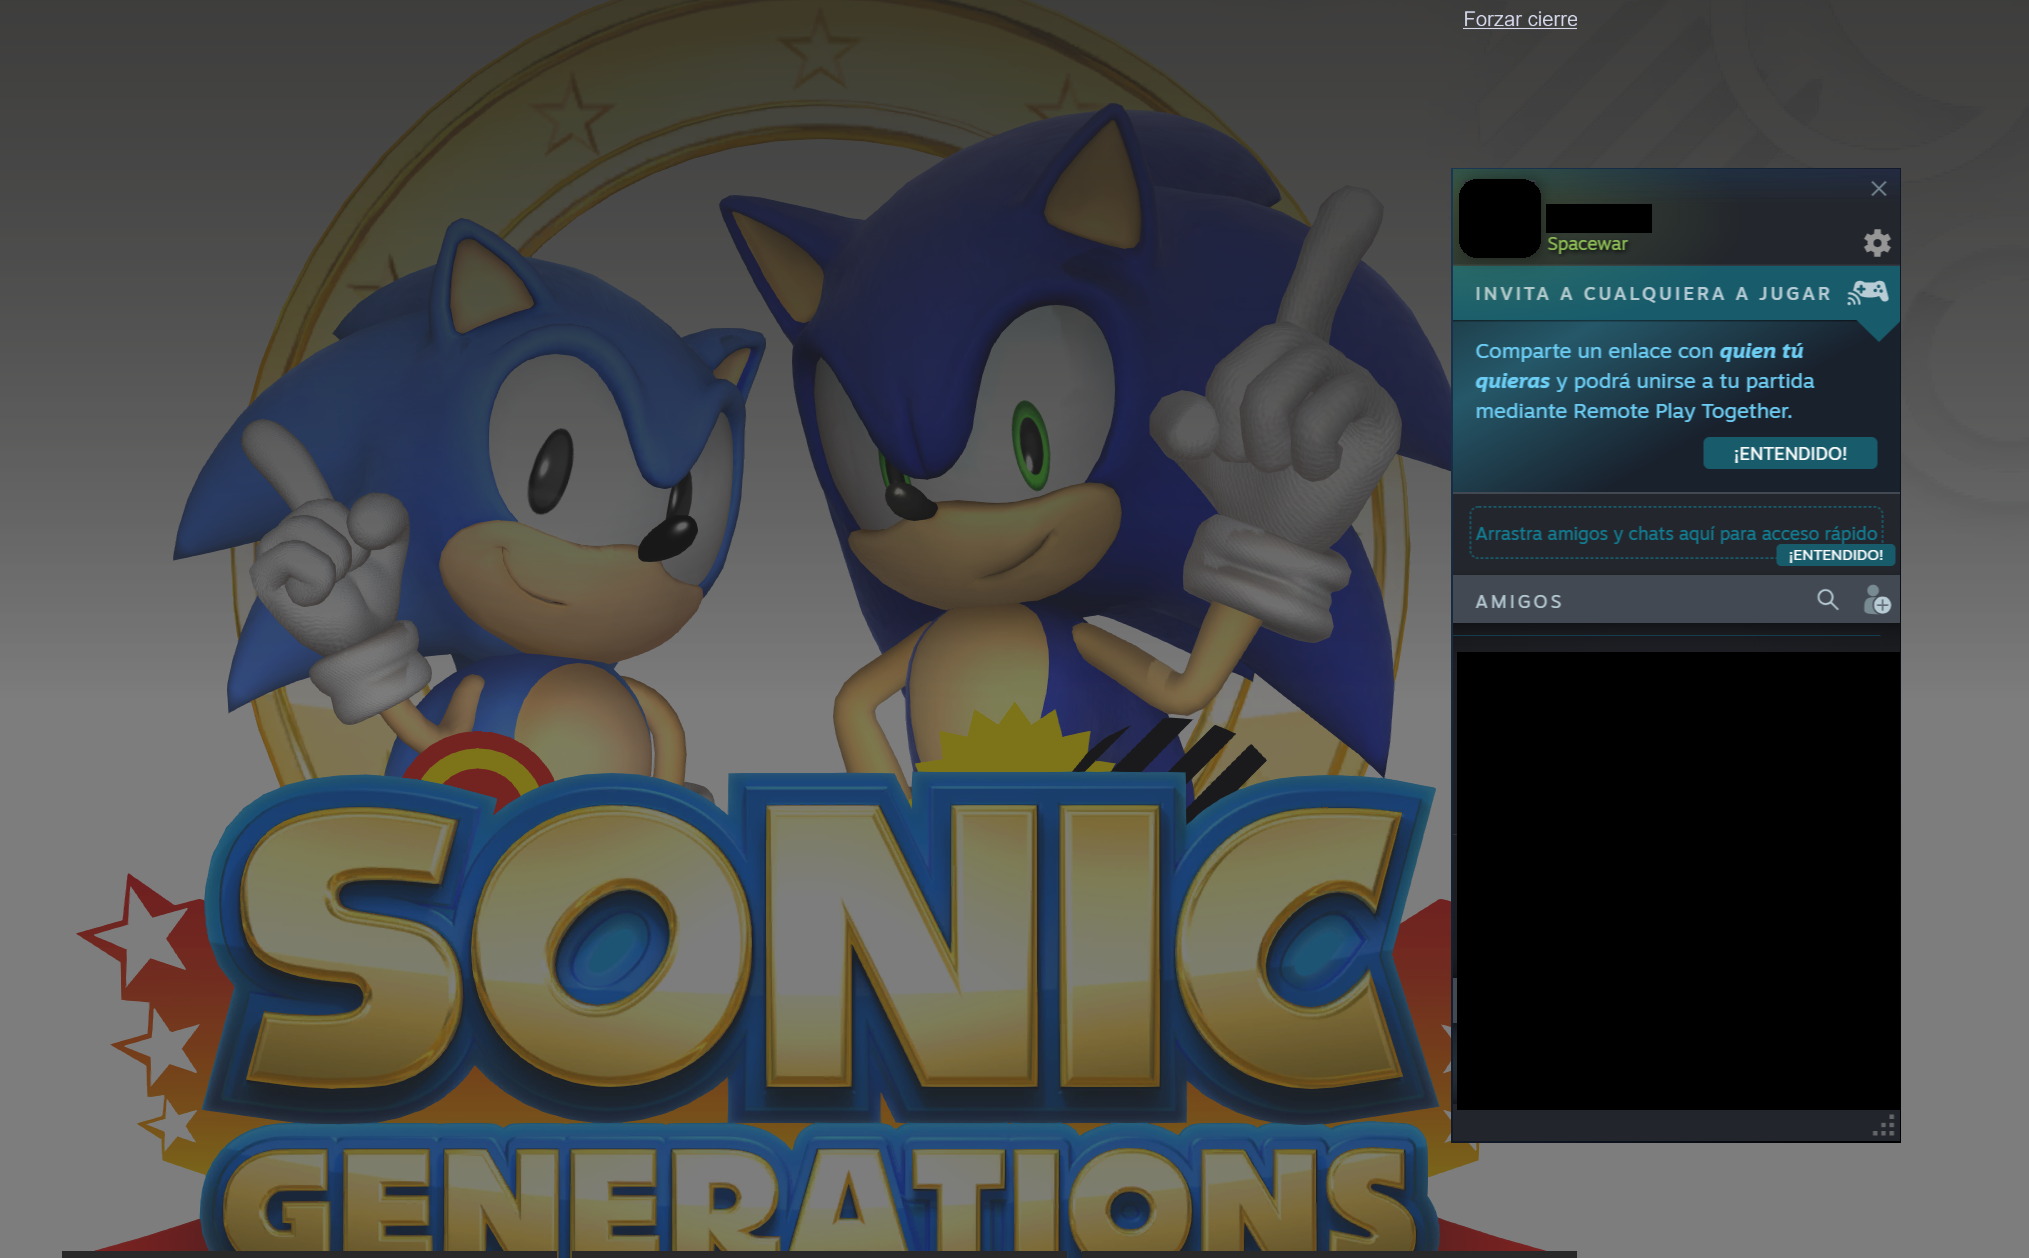 Forzar cierre
Spacewar
INVITA A CUALQUIERA A JUGAR
Comparte un enlace con quien tú
quieras y podrá unirse a tu partida
mediante Remote Play Together.
¡ENTENDIDO!
Arrastra amigos y chats aquí para acceso rápido
¡ENTENDIDO!
AMIGOS
SONIC
GENERATIONS